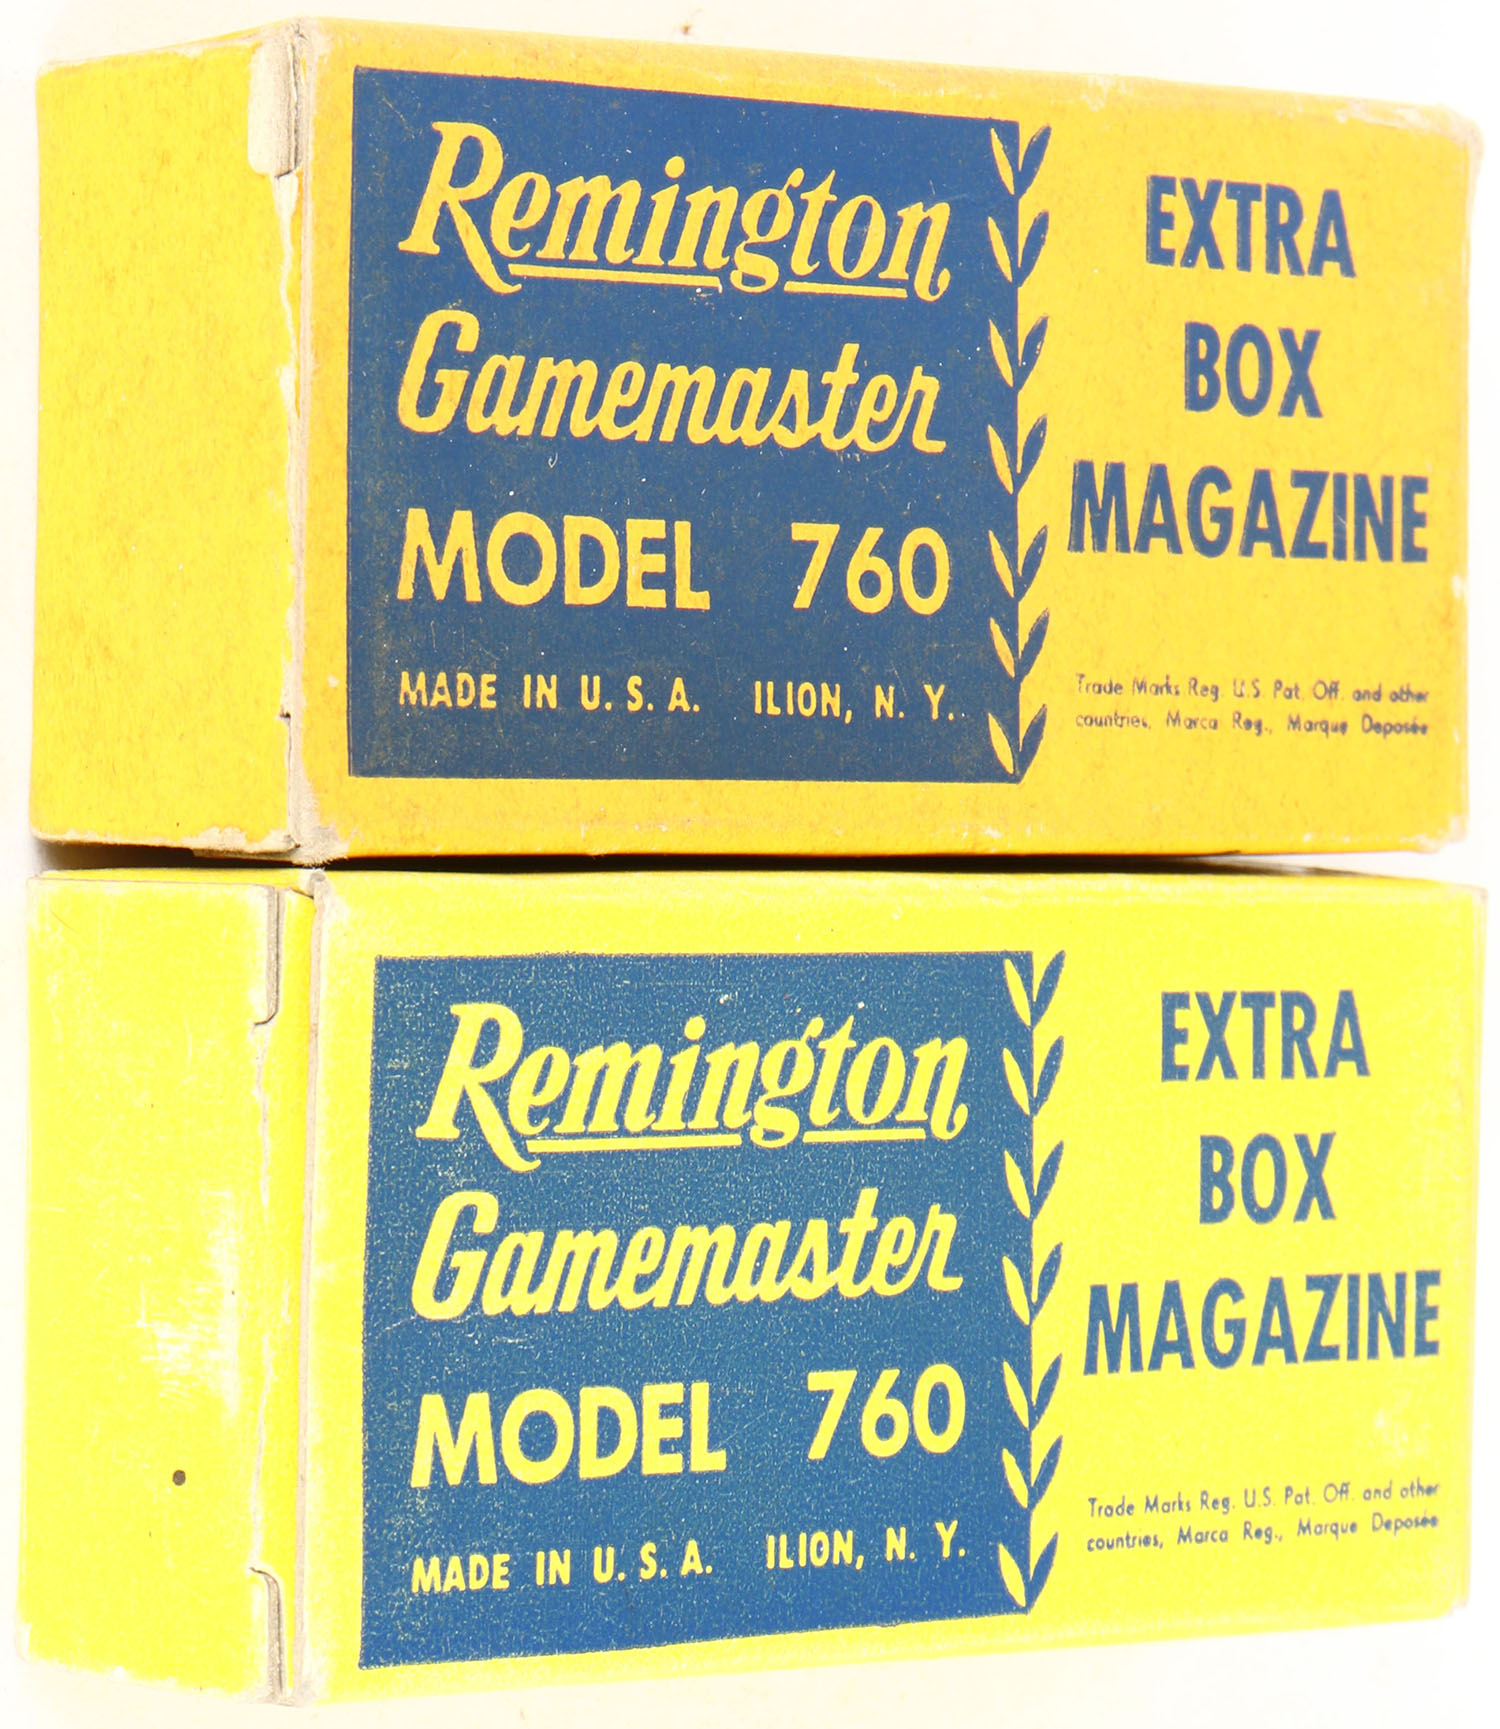 Remington
Gamemaster
MODEL 760
MADE IN U.S.A. ILION, N. Y.
EXTRA
BOX
MAGAZINE
Trade Marks Reg. U.S. Pat. Off. and other
countries, Marca Reg., Marque Deposée
Remington
Gamemaster
MODEL 760
MADE IN U.S.A. ILION, N. Y.
EXTRA
BOX
MAGAZINE
Trade Marks Reg. U.S. Pat. Off. and other
countries, Marca Reg., Marque Deposée